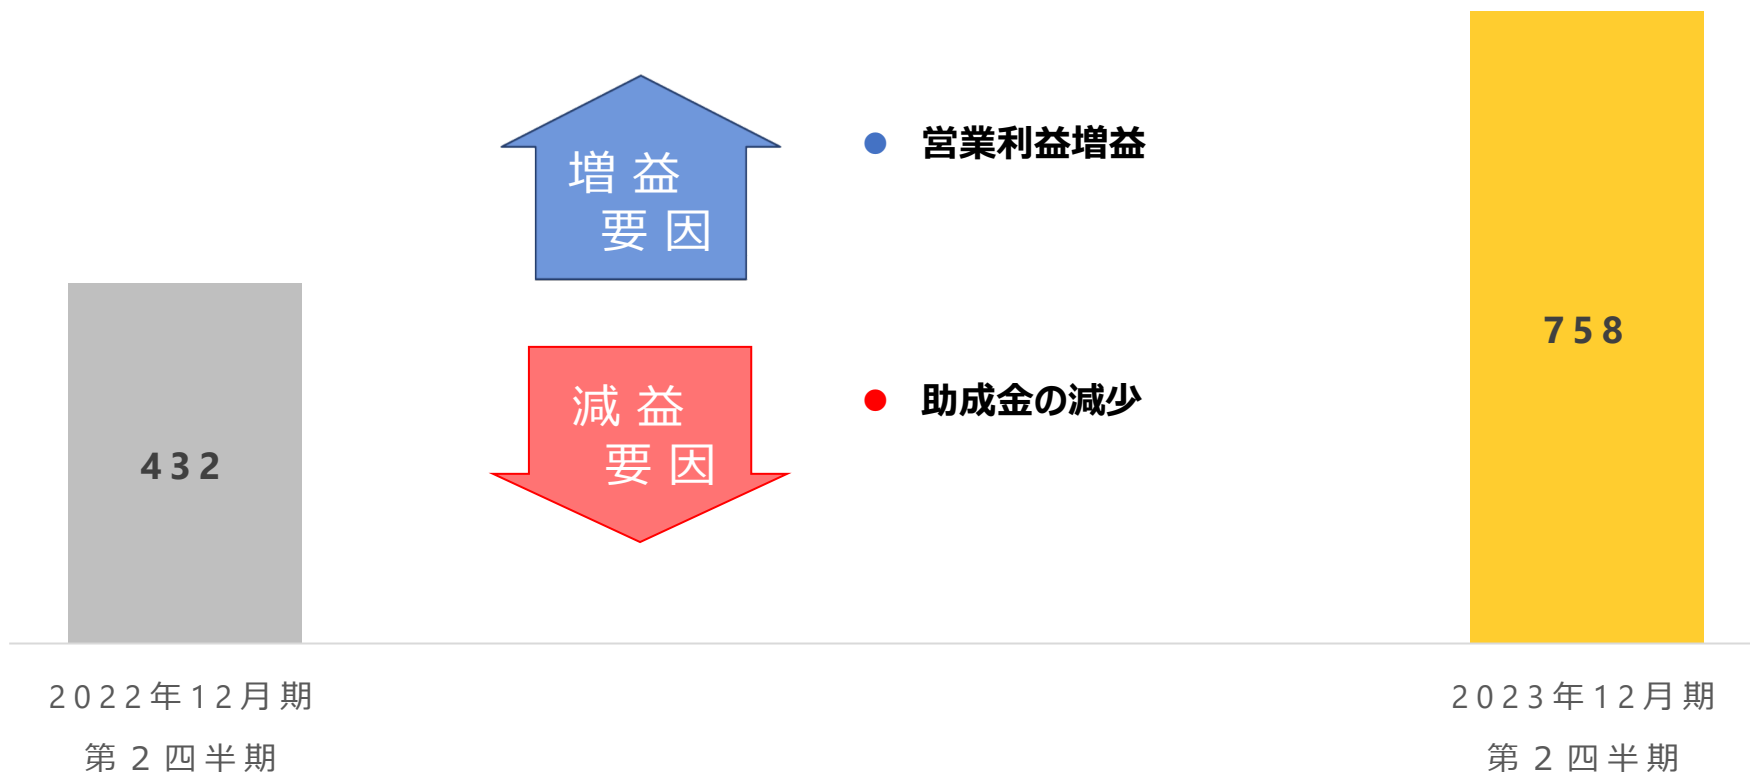 増益
要因
営業利益増益
758
減益
要因
助成金の減少
432
2022年12月期
第2四半期
2023年12月期
第2四半期